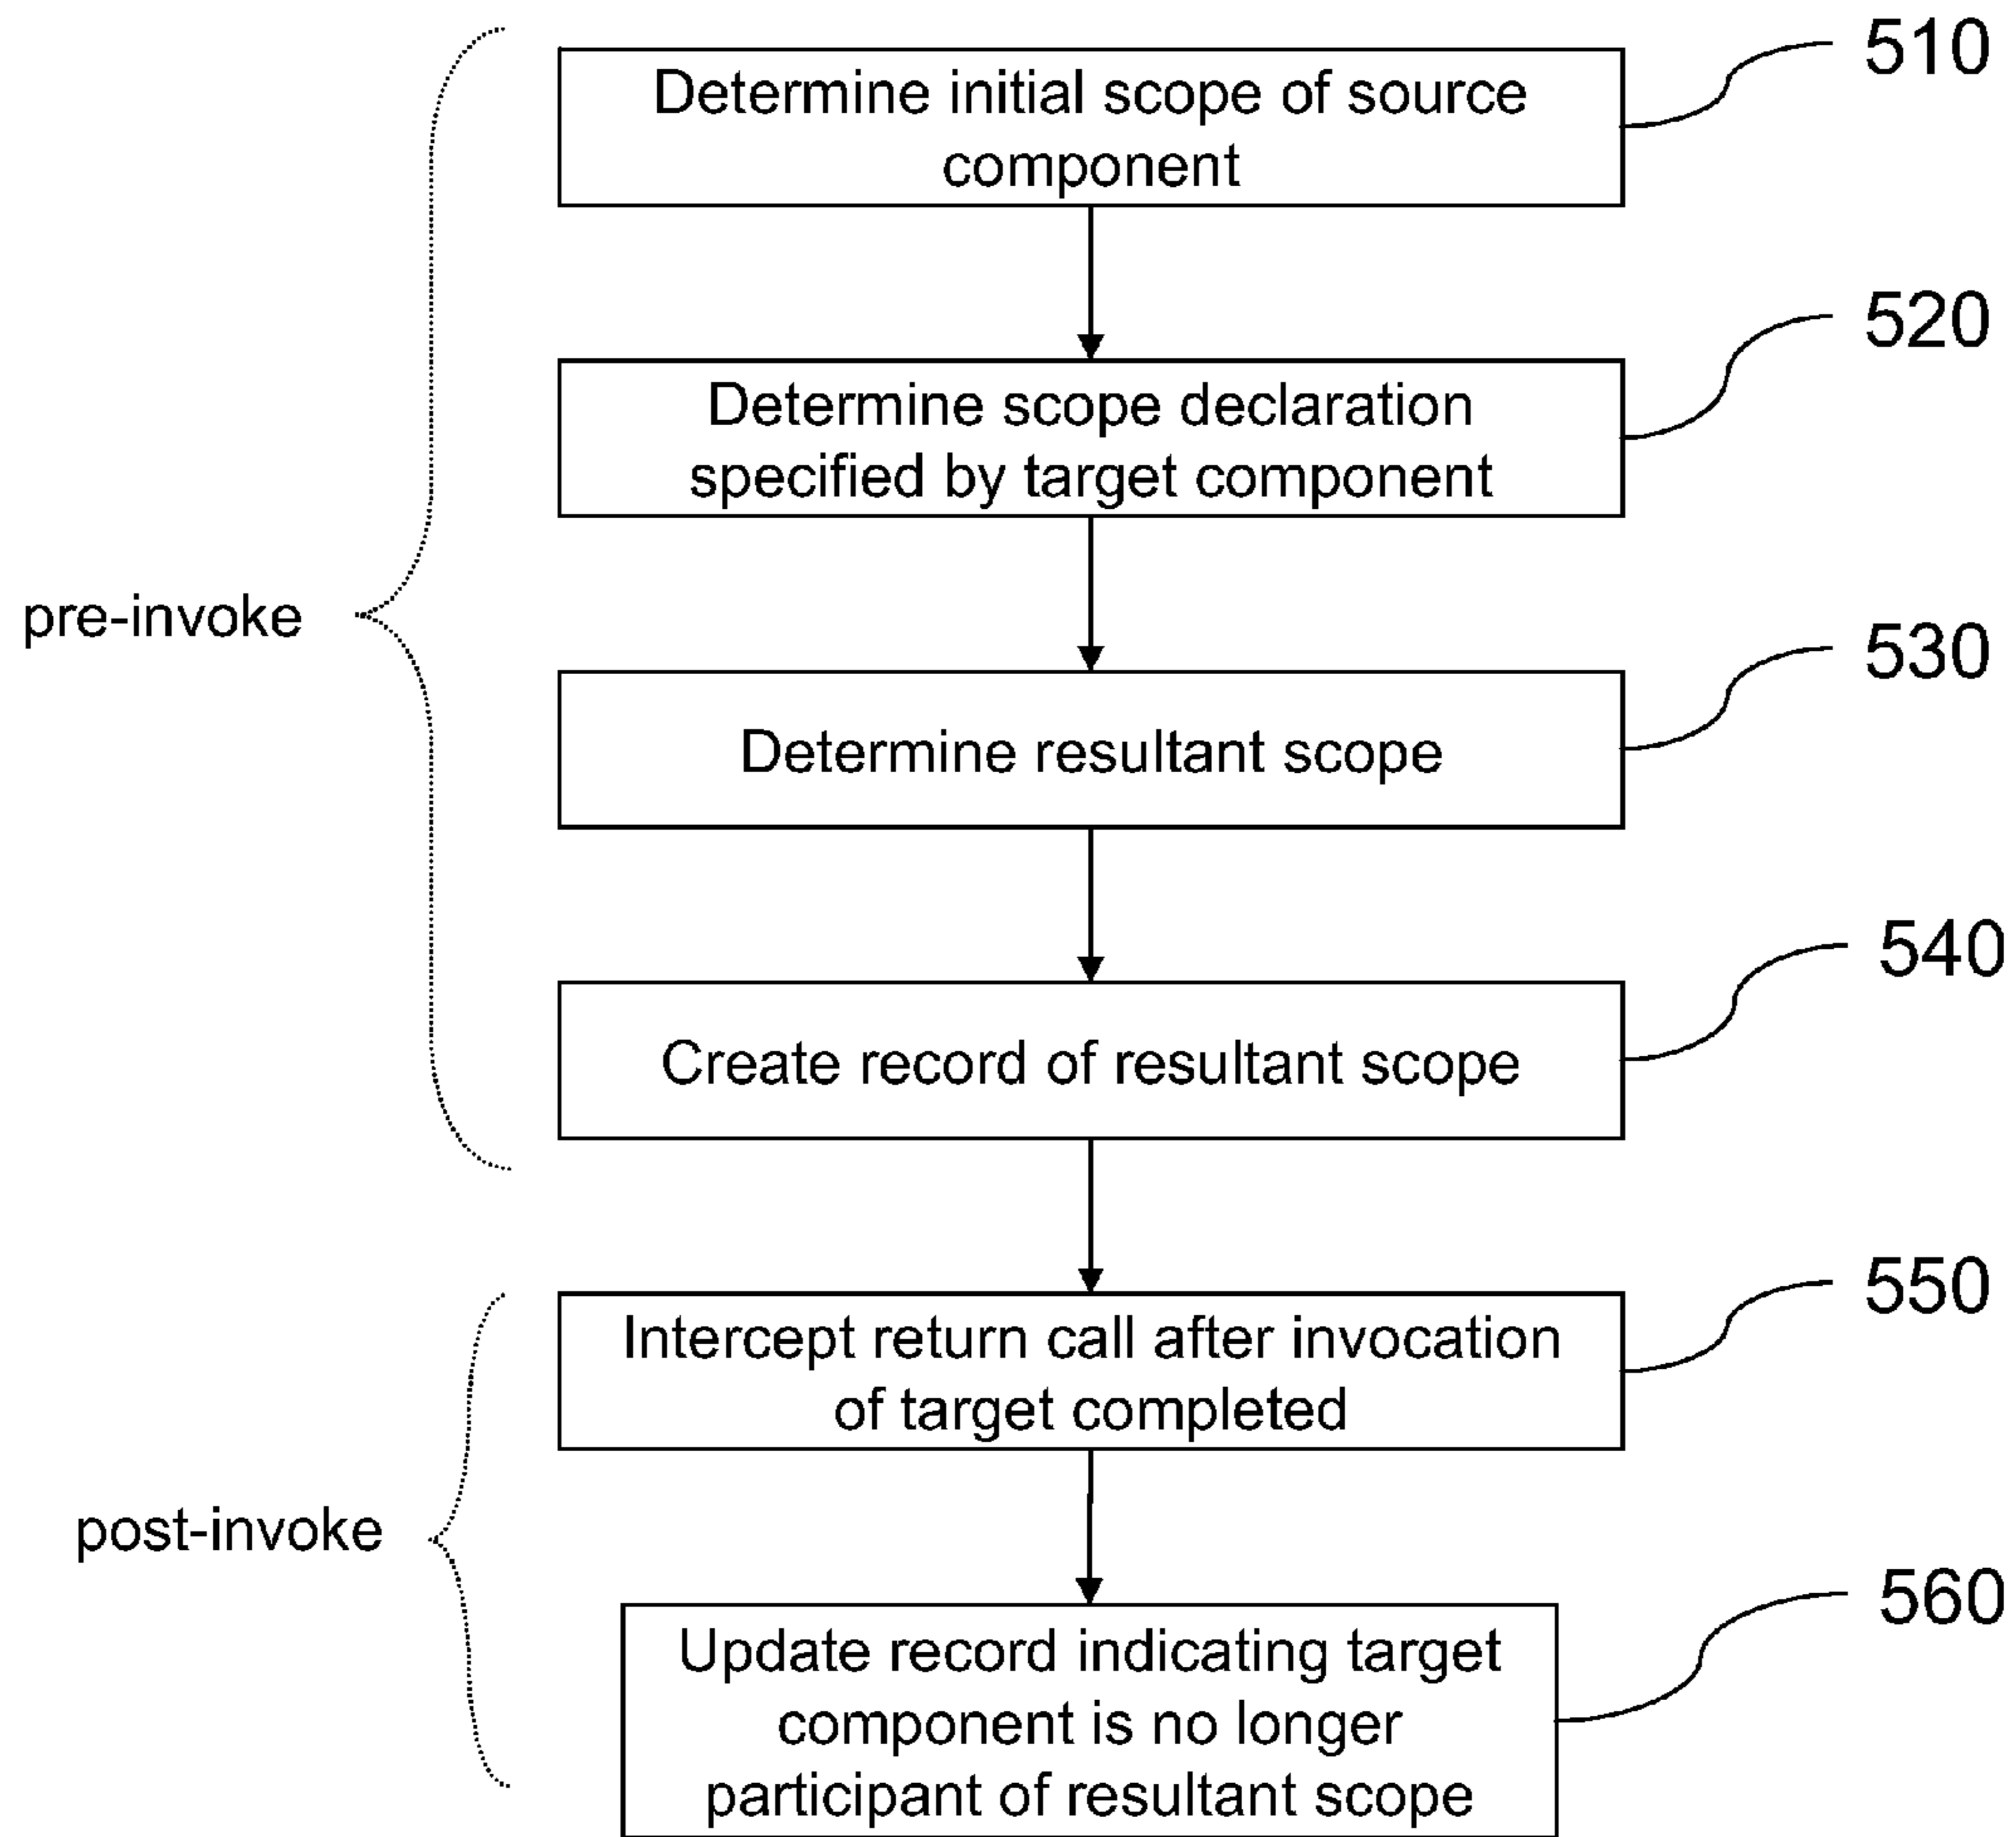 510
Determine initial scope of source
component
520
Determine scope declaration
specified by target component
pre-invoke
530
Determine resultant scope
540
Create record of resultant scope
550
Intercept return call after invocation
of target completed
post-invoke
560
Update record indicating target
component is no longer
participant of resultant scope